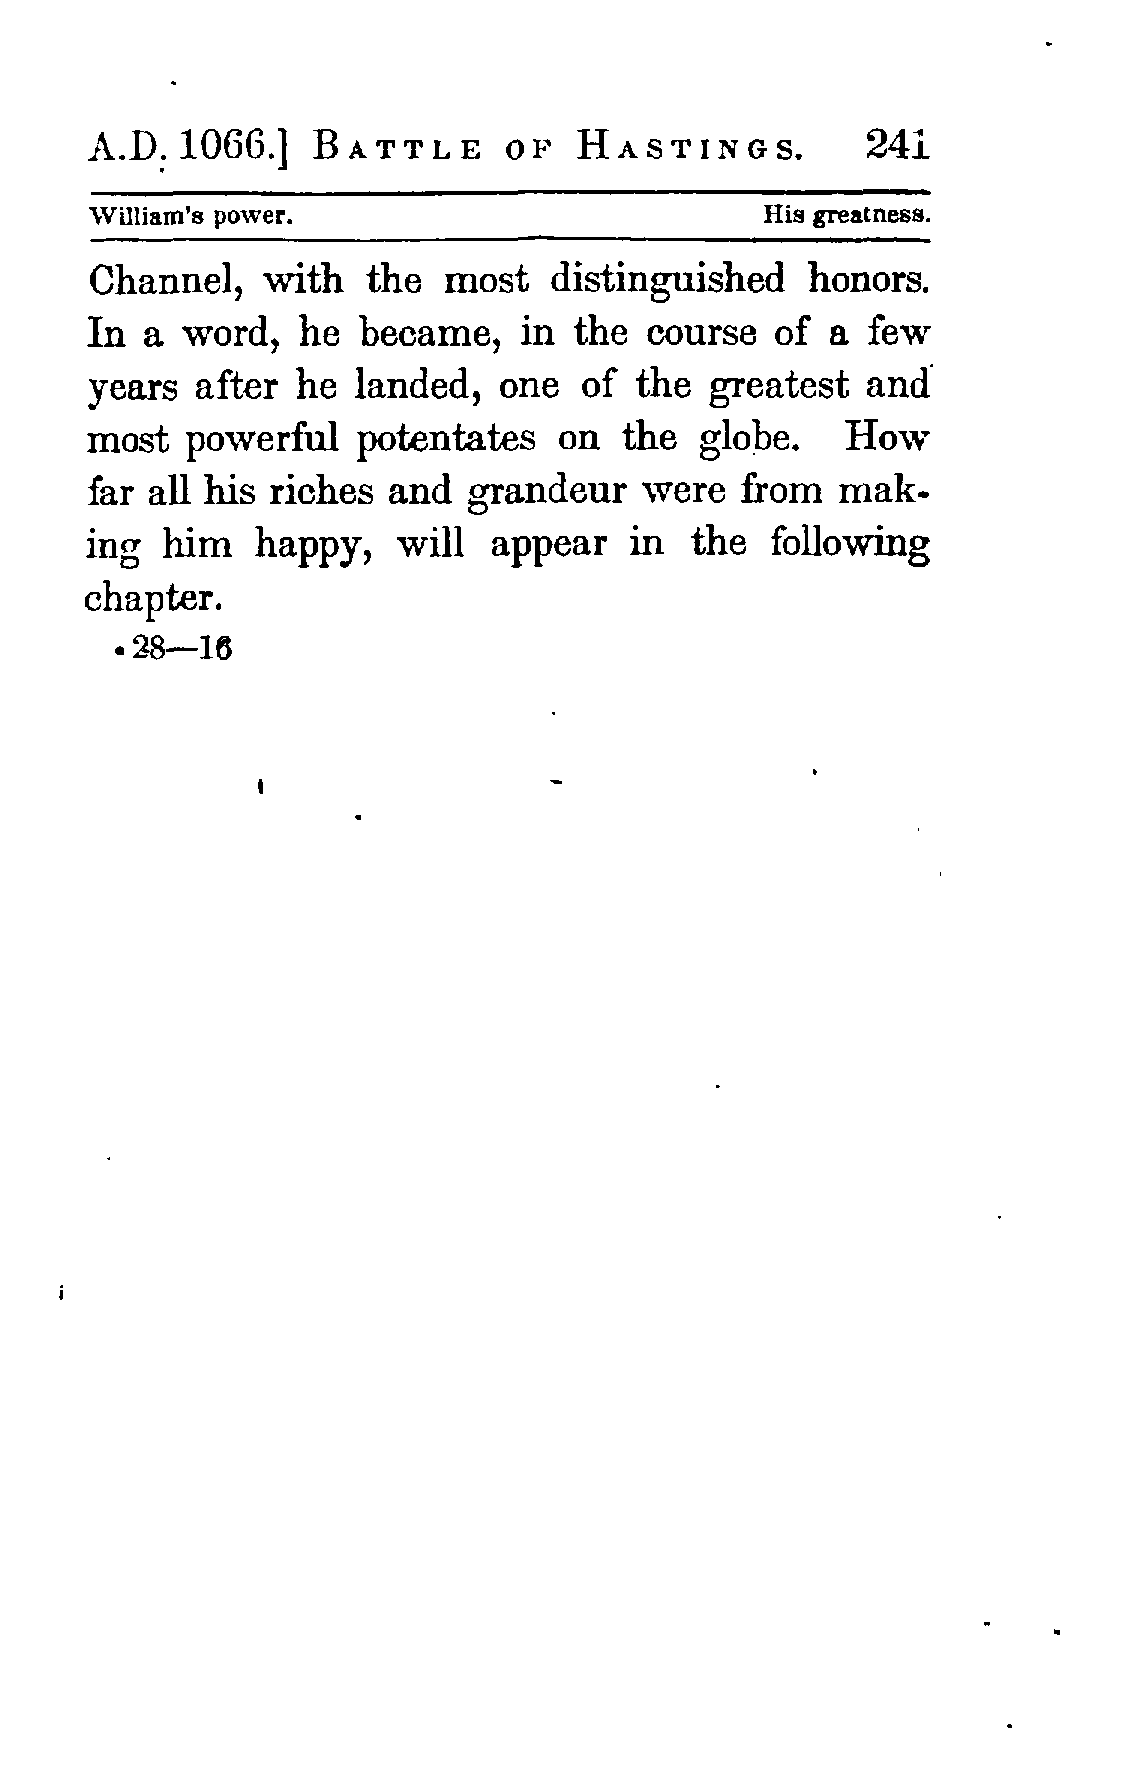 A.D. 1066.] BATTLE OF HASTINGS. 241
William's power. His greatness.
Channel, with the most distinguished honors.
In a word, he became, in the course of a few
years after he landed, one of the greatest and
most powerful potentates on the globe. How
far all his riches and grandeur were from mak-
ing him happy, will appear in the following
chapter.
28—16